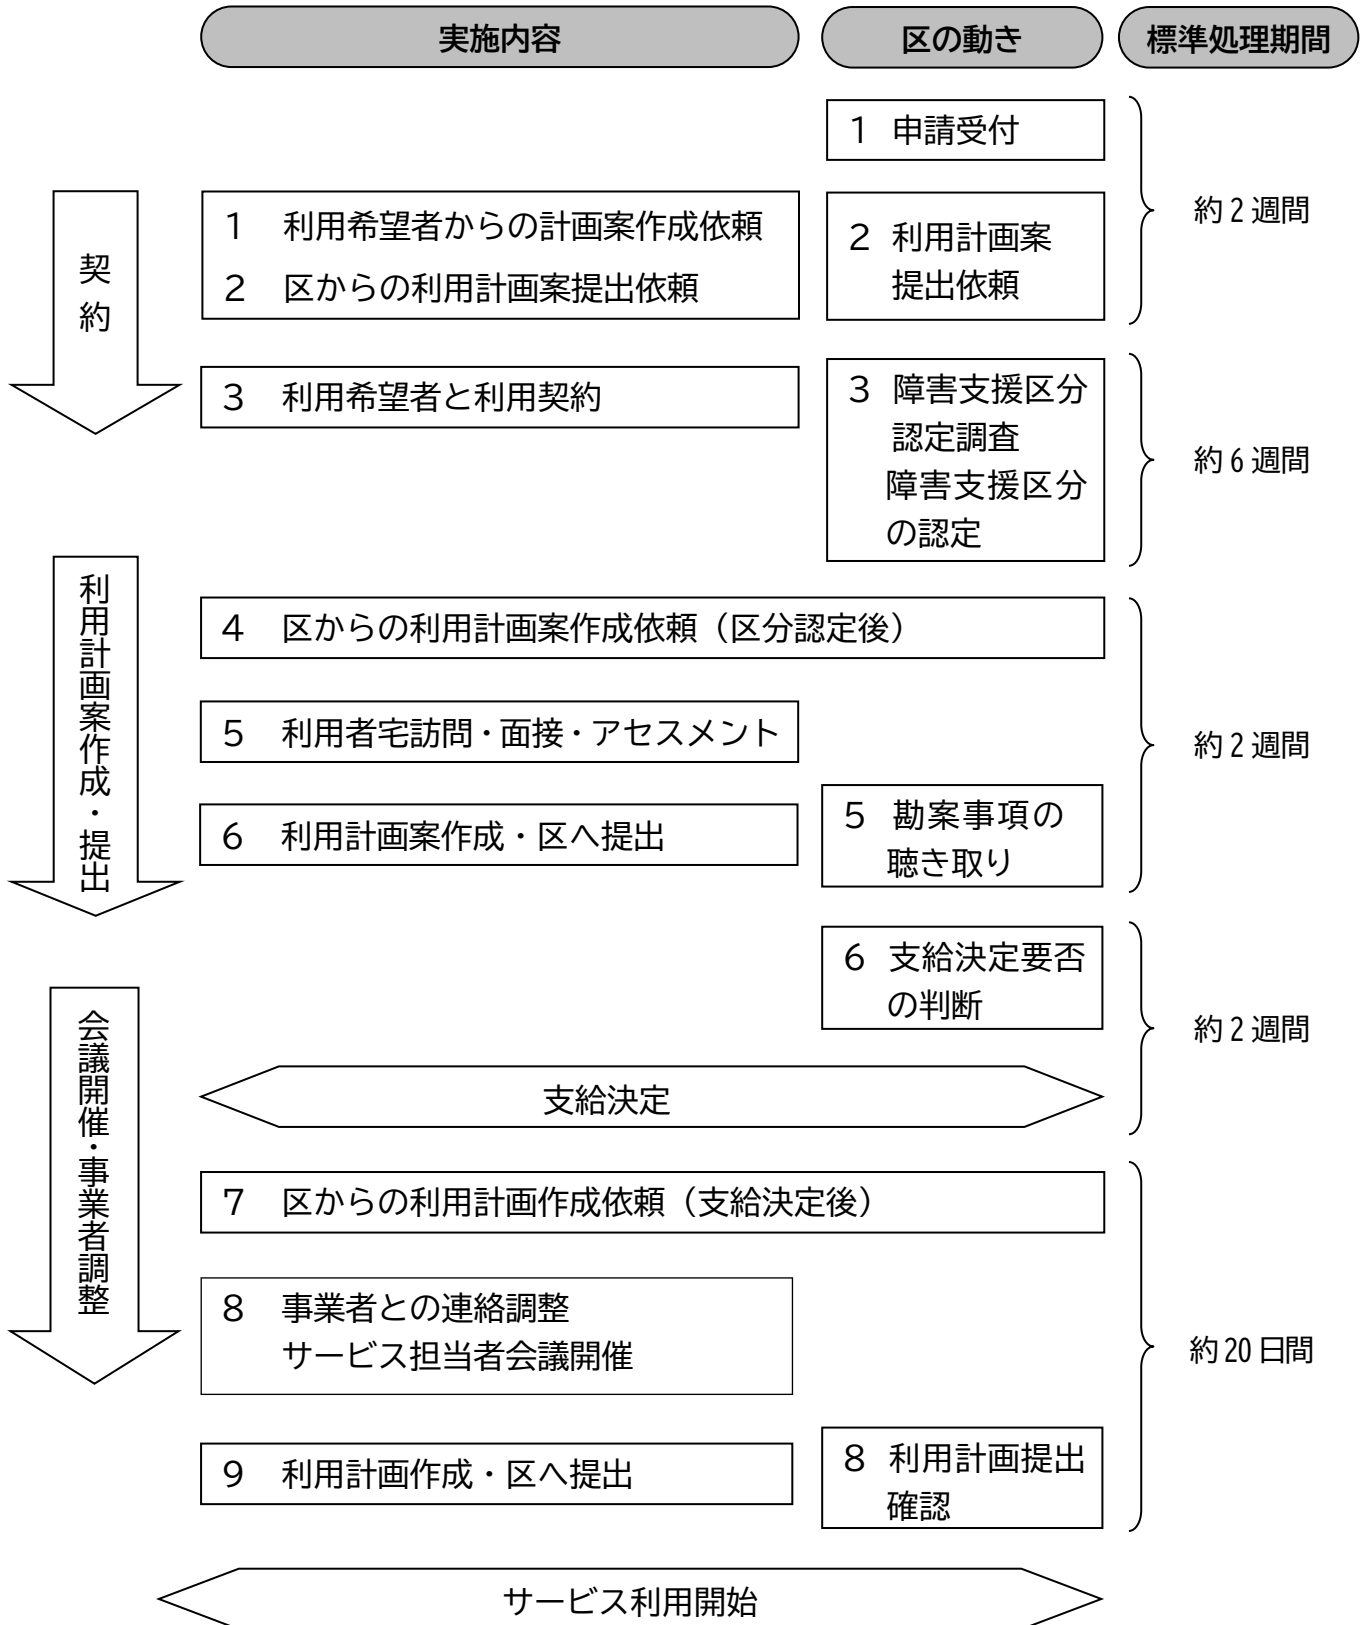 実施内容
区の動き
標準処理期間
1 申請受付
約2週間
契約
1 利用希望者からの計画案作成依頼
2 区からの利用計画案提出依頼
2 利用計画案
提出依頼
3 利用希望者と利用契約
3 障害支援区分
認定調査
障害支援区分
の認定
約6週間
利用計画案作成・提出
4 区からの利用計画案作成依頼（区分認定後）
5 利用者宅訪問・面接・アセスメント
約2週間
6 利用計画案作成・区へ提出
5 勘案事項の
聴き取り
6 支給決定要否
の判断
約2週間
会議開催・事業者調整
支給決定
7 区からの利用計画作成依頼（支給決定後）
8 事業者との連絡調整
サービス担当者会議開催
約20日間
9 利用計画作成・区へ提出
8 利用計画提出
確認
サービス利用開始